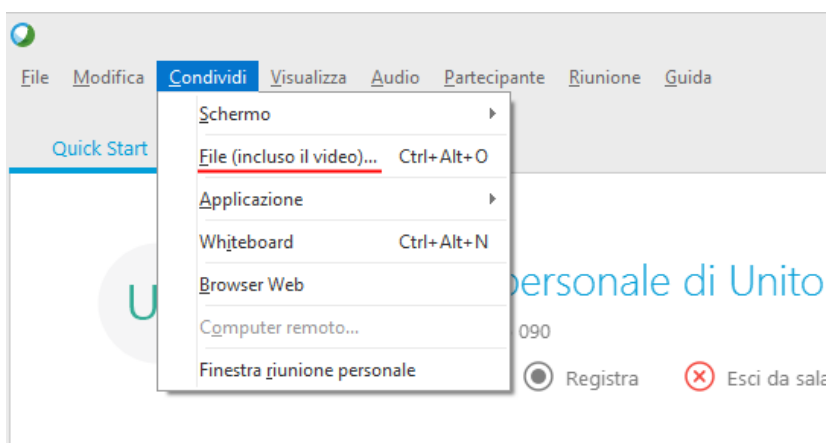 File Modifica Condividi Visualizza Audio Partecipante Riunione Guida
Quick Start
Schermo
File (incluso il video)... Ctrl+Alt+O
Applicazione
Whiteboard Ctrl+Alt+N
Browser Web
Computer remoto...
Finestra riunione personale
U
personale di Unito
090
Registra Esci da sala